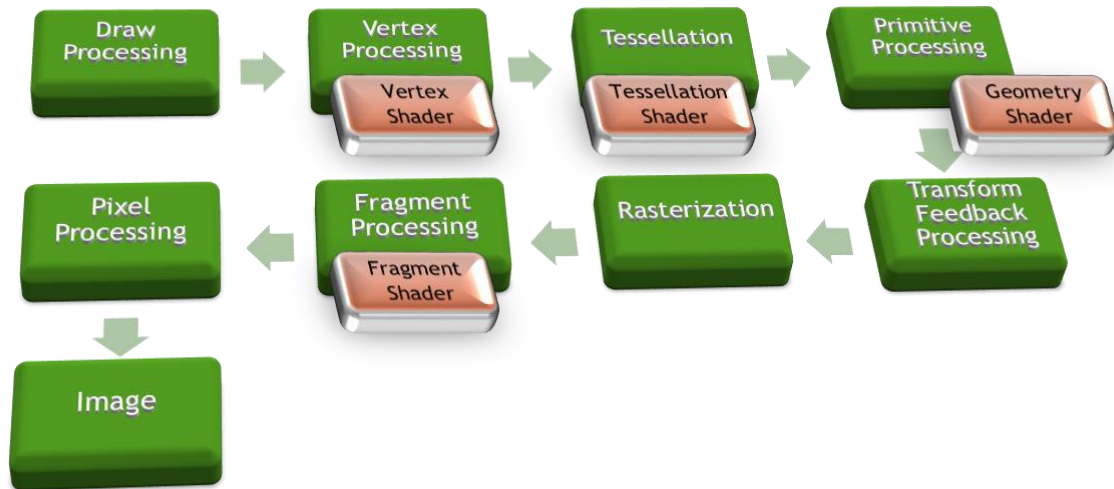 Draw
Processing
Vertex
Processing
Vertex
Shader
Tessellation
Tessellation
Shader
Primitive
Processing
Geometry
Shader
Transform
Feedback
Processing
Rasterization
Fragment
Processing
Fragment
Shader
Pixel
Processing
Image